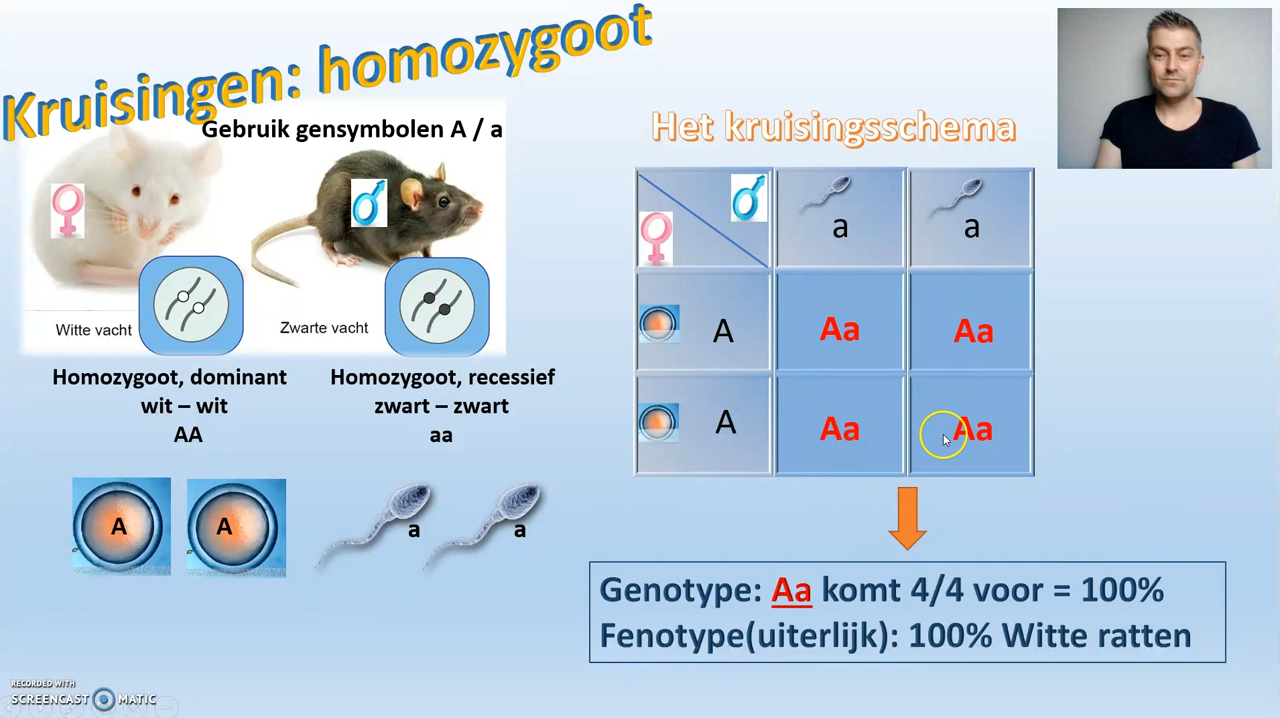 Kruisingen: homozygoot
Gebruik gensymbolen A / a
Witte vacht
Zwarte vacht
Homozygoot, dominant
wit – wit
AA
Homozygoot, recessief
zwart – zwart
aa
A
A
a
a
Het kruisingsschema
a
a
A
Aa
Aa
A
Aa
Aa
Genotype: Aa komt 4/4 voor = 100%
Fenotype(uiterlijk): 100% Witte ratten
RECORDED WITH
SCREENCAST MATIC